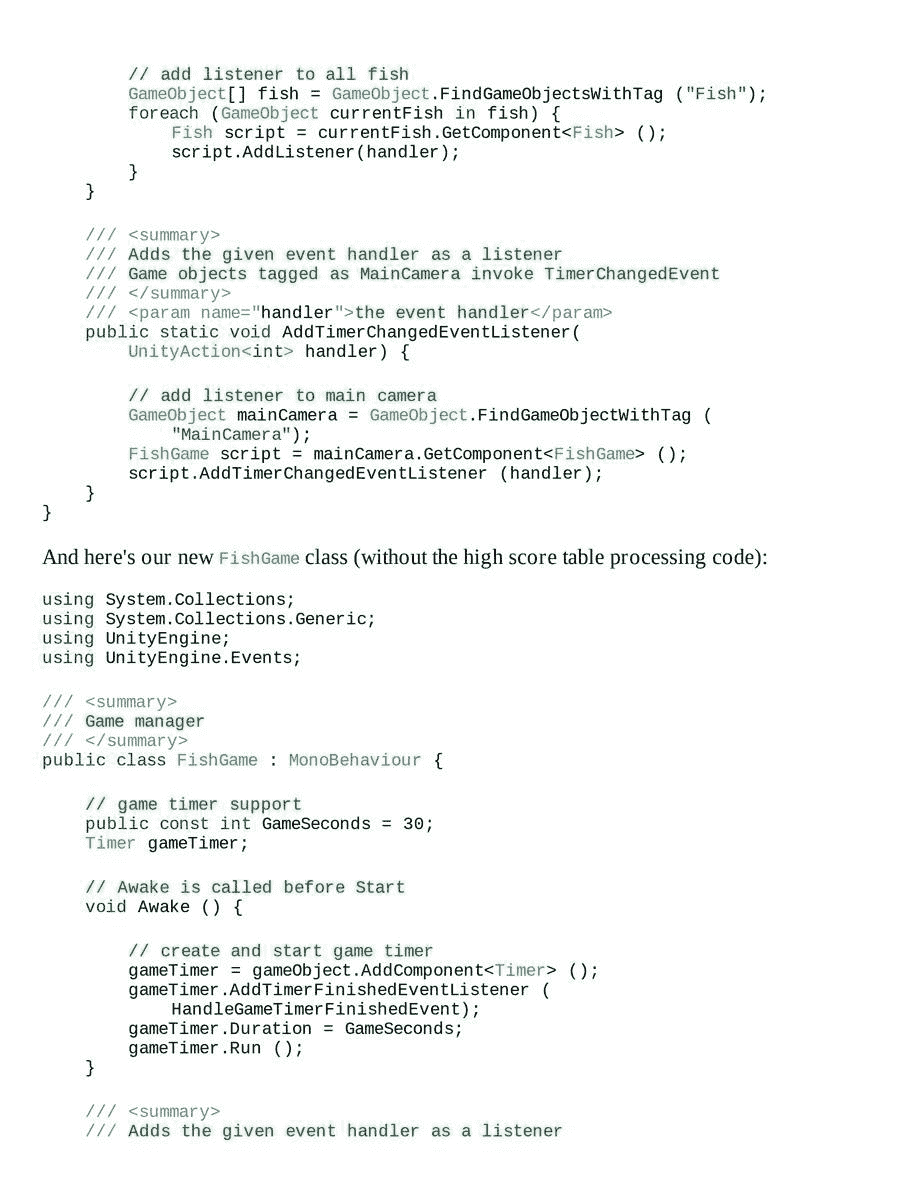 // add listener to all fish
GameObject[] fish = GameObject.FindGameObjectsWithTag ("Fish");
foreach (GameObject currentFish in fish) {
Fish script = currentFish.GetComponent<Fish> ();
script.AddListener(handler);
}
}
/// <summary>
/// Adds the given event handler as a listener
/// Game objects tagged as MainCamera invoke TimerChangedEvent
/// </summary>
/// <param name="handler">the event handler</param>
public static void AddTimerChangedEventListener(
UnityAction<int> handler) {
// add listener to main camera
GameObject mainCamera = GameObject.FindGameObjectWithTag (
"MainCamera");
FishGame script = mainCamera.GetComponent<FishGame> ();
script.AddTimerChangedEventListener (handler);
}
}
And here's our new FishGame class (without the high score table processing code):
using System.Collections;
using System.Collections.Generic;
using UnityEngine;
using UnityEngine.Events;
/// <summary>
/// Game manager
/// </summary>
public class FishGame : MonoBehaviour {
// game timer support
public const int GameSeconds = 30;
Timer gameTimer;
// Awake is called before Start
void Awake () {
// create and start game timer
gameTimer = gameObject.AddComponent<Timer> ();
gameTimer.AddTimerFinishedEventListener (
HandleGameTimerFinishedEvent);
gameTimer.Duration = GameSeconds;
gameTimer.Run ();
}
/// <summary>
/// Adds the given event handler as a listener